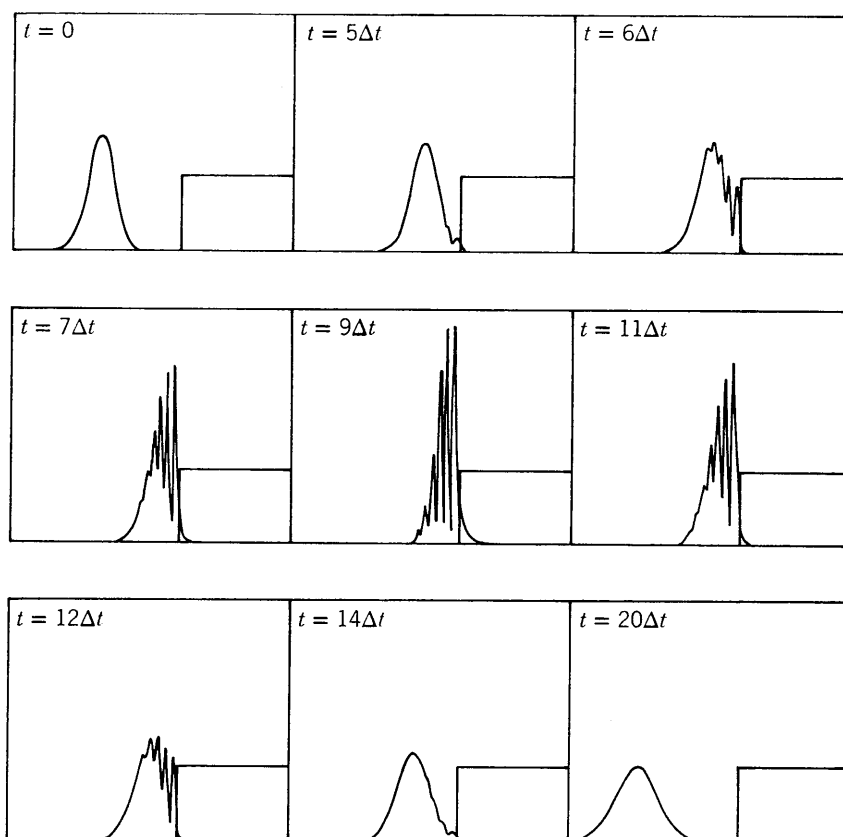 t = 0
t = 5Δt
t = 6Δt
t = 7Δt
t = 9Δt
t = 11Δt
t = 12Δt
t = 14Δt
t = 20Δt